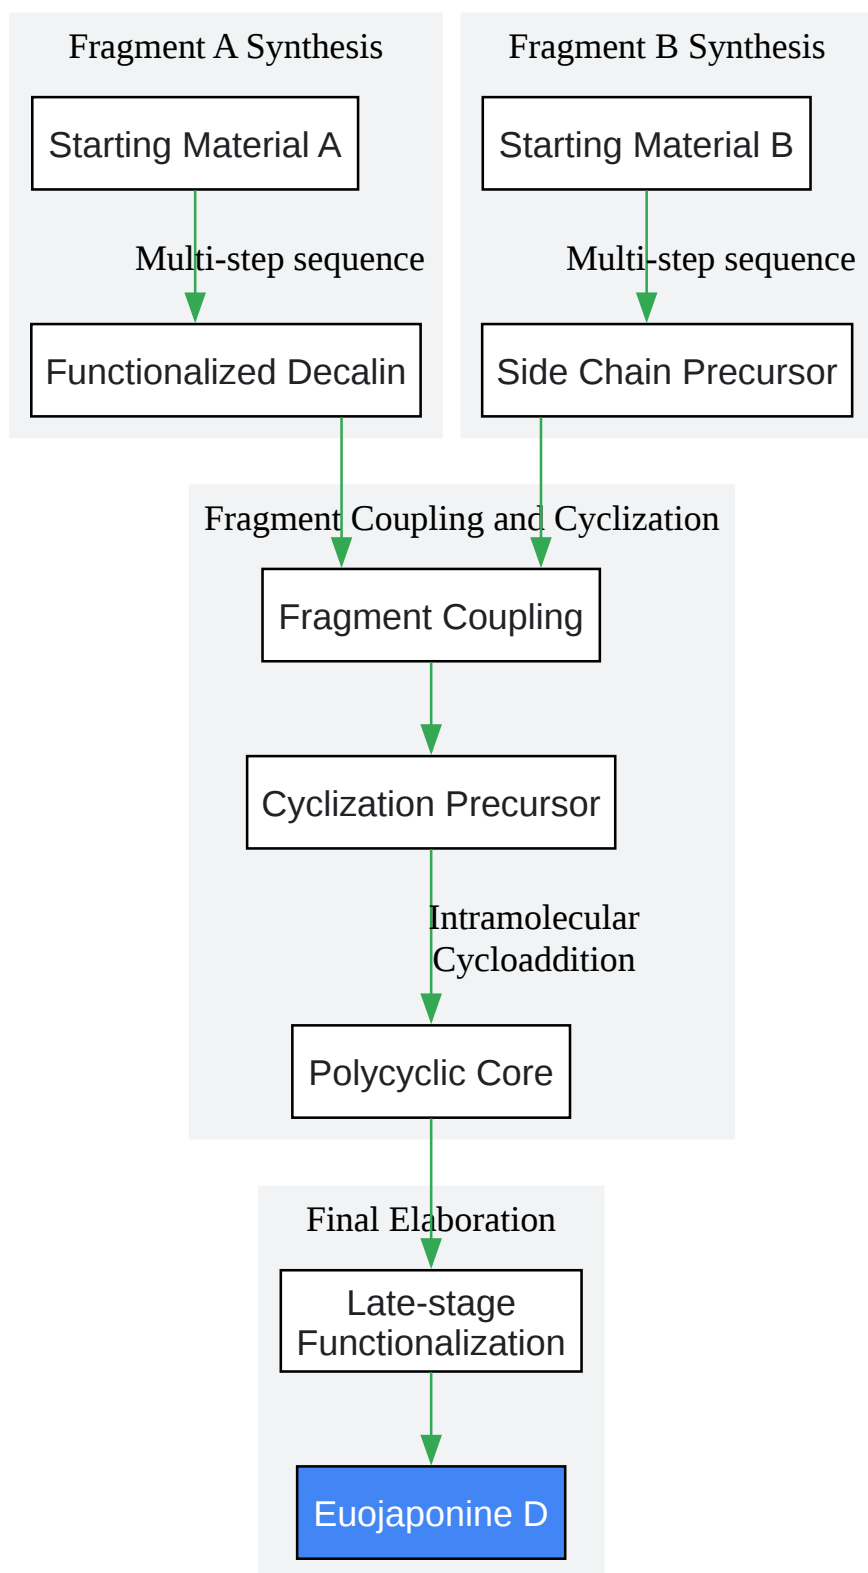 Fragment A Synthesis
Starting Material A
Multi-step sequence
Functionalized Decalin
Fragment B Synthesis
Starting Material B
Multi-step sequence
Side Chain Precursor
Fragment Coupling and Cyclization
Fragment Coupling
Cyclization Precursor
Intramolecular
Cycloaddition
Polycyclic Core
Final Elaboration
Late-stage
Functionalization
Euojaponine D